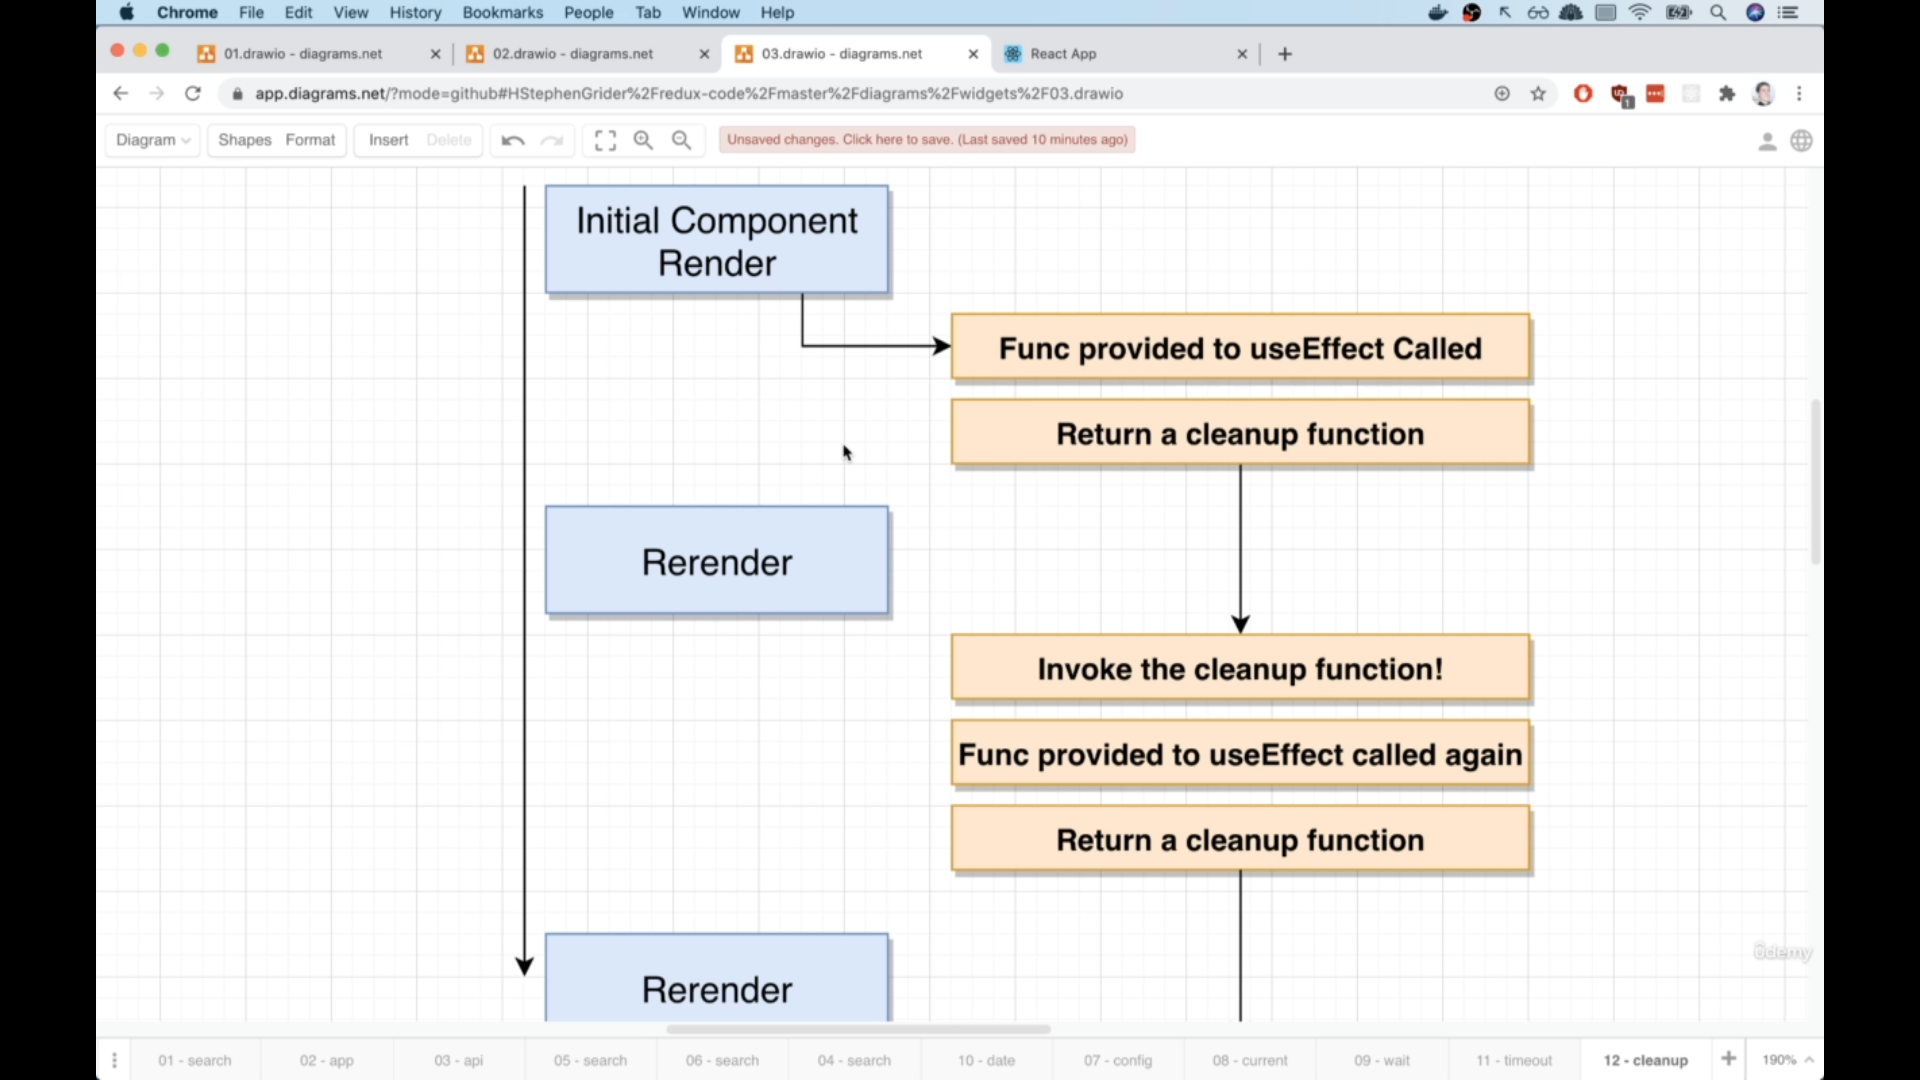 Chrome File Edit View History Bookmarks People Tab Window Help
01.drawio - diagrams.net
02.drawio - diagrams.net
03.drawio - diagrams.net
React App
app.diagrams.net/?mode=github#HStephenGrider%2Fredux-code%2Fmaster%2Fdiagrams%2Fwidgets%2F03.drawio
1
Diagram Shapes Format Insert Delete
Unsaved changes. Click here to save. (Last saved 10 minutes ago)
Initial Component
Render
Func provided to useEffect Called
Return a cleanup function
Rerender
Invoke the cleanup function!
Func provided to useEffect called again
Return a cleanup function
Rerender
ûdemy
01 - search 02 - app 03 - api 05 - search 06 - search 04 - search 10 - date 07 - config 08 - current 09 - wait 11 - timeout 12 - cleanup 190%